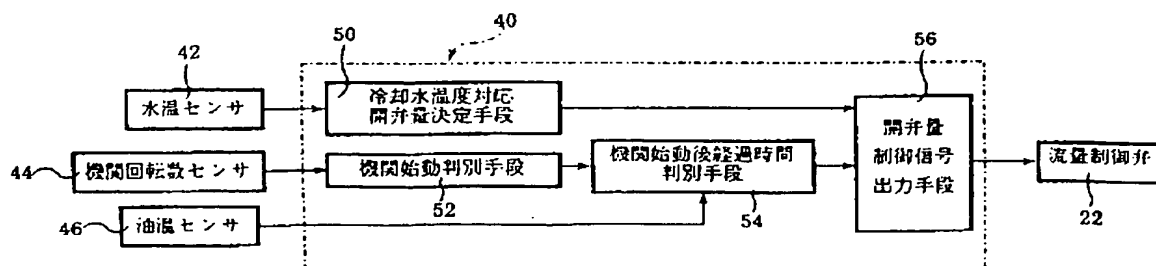 40
42
50
56
水温センサ
冷却水温度対応
開弁量決定手段
開弁量
制御信号
出力手段
44
機関回転数センサ
機関始動判別手段
機関始動後経過時間
判別手段
流量制御弁
52
54
22
46
油温センサ